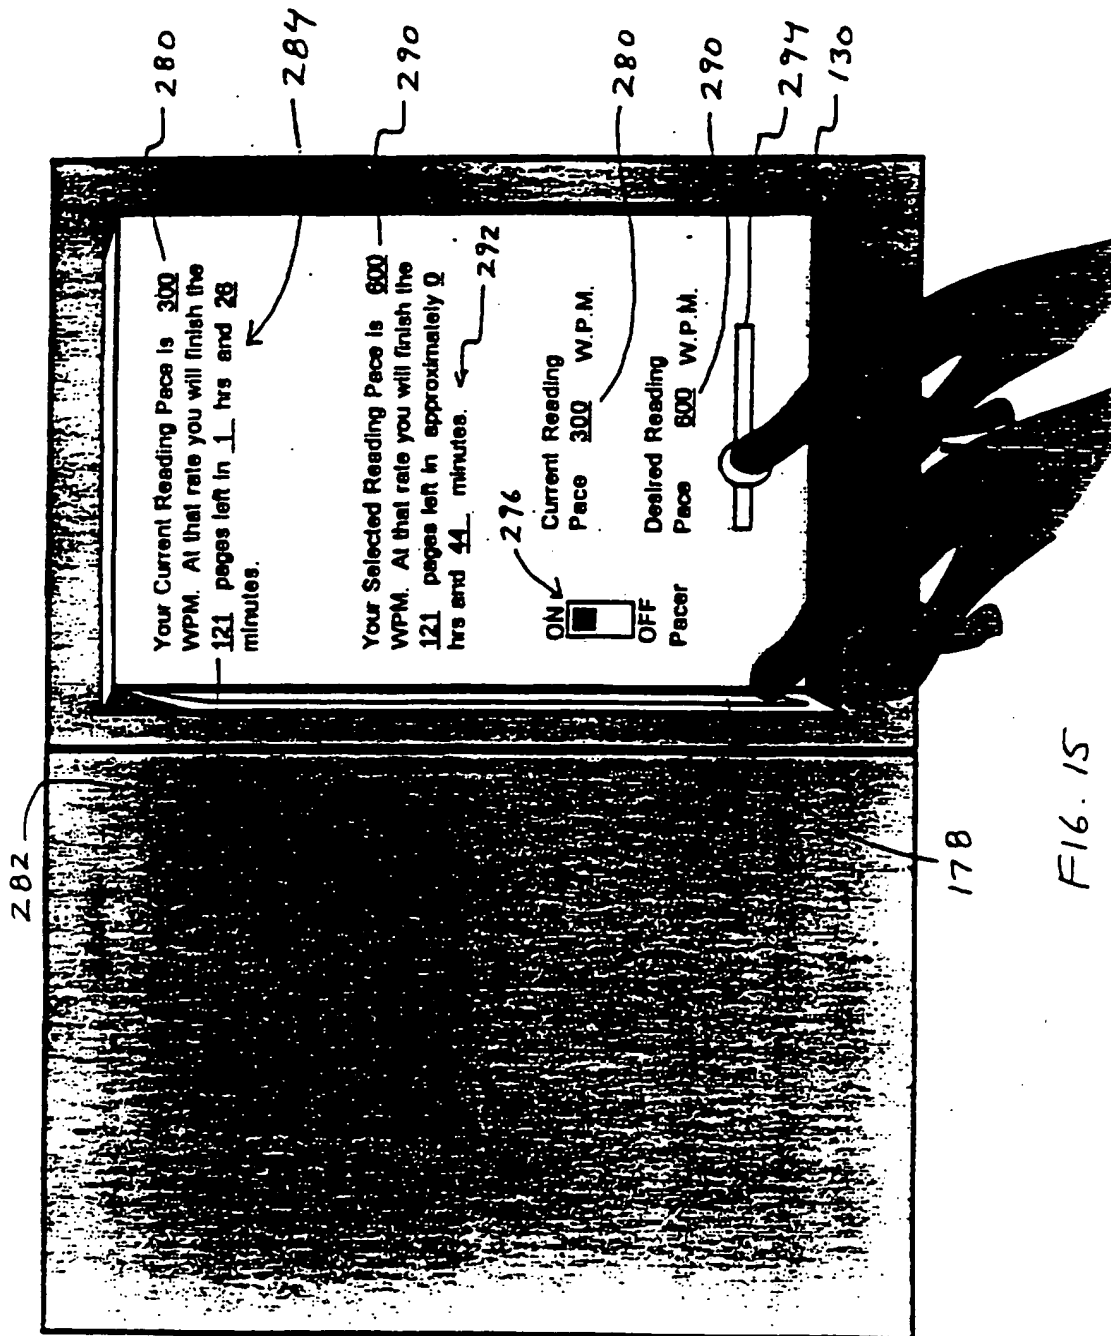 Your Current Reading Pace is 300
WPM. At that rate you will finish the
121 pages left in 1 hrs and 28
minutes.
Your Selected Reading Pace is 600
WPM. At that rate you will finish the
121 pages left in approximately 0
hrs and 44 minutes.
ON
OFF
Pacer
Current Reading
Pace 300 W.P.M.
Desired Reading
Pace 600 W.P.M.
280
284
290
292
296
280
290
294
130
282
178
FIG. 15